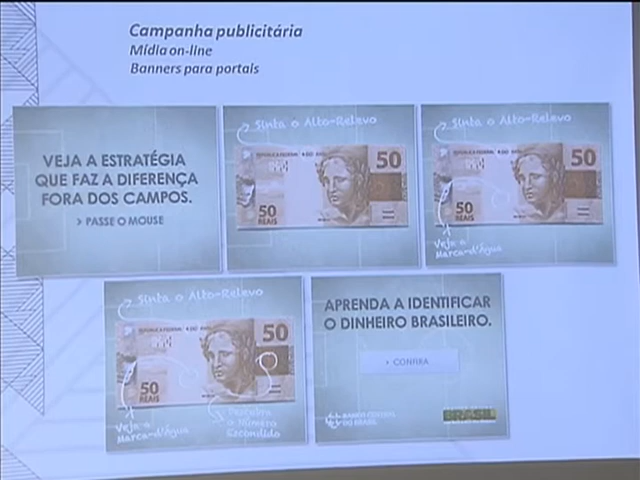 Campanha publicitária
Mídia on-line
Banners para portais
VEJA A ESTRATÉGIA
QUE FAZ A DIFERENÇA
FORA DOS CAMPOS.
> PASSE O MOUSE
Sinta o Alto-Relevo
50
50
REAIS
Sinta o Alto-Relevo
50
50
REAIS
Veja a
Marca-d'Água
Sinta o Alto-Relevo
50
50
REAIS
Veja a
Marca-d'Água
Descubra
o Número
Escondido
APRENDA A IDENTIFICAR
O DINHEIRO BRASILEIRO.
> CONFIRA
BANCO CENTRAL
DO BRASIL
BRASIL